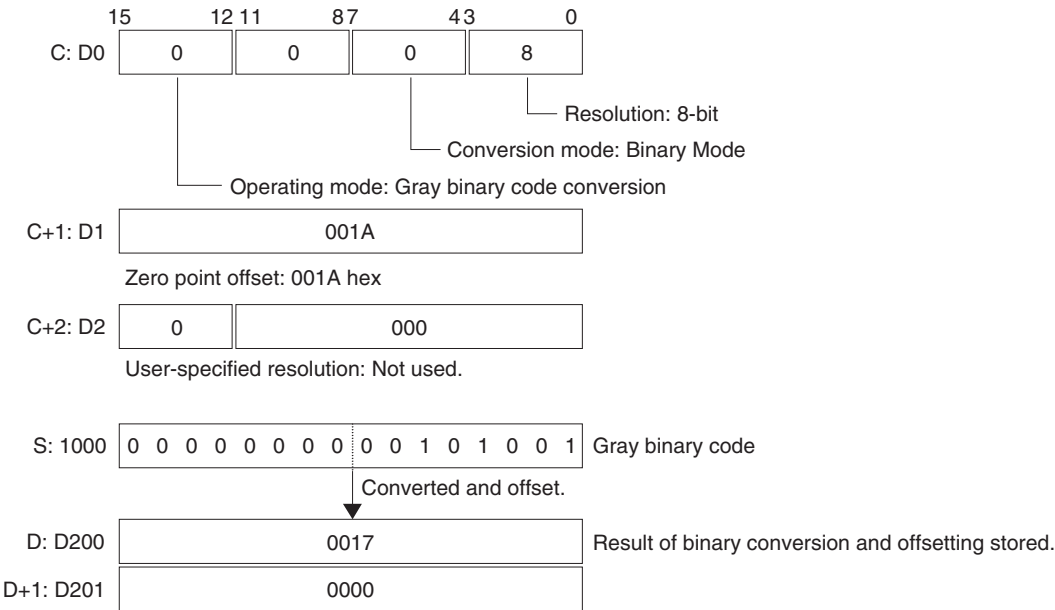 15 12 11 8 7 4 3 0
C: D0 0 0 0 8
Resolution: 8-bit
Conversion mode: Binary Mode
Operating mode: Gray binary code conversion
C+1: D1 001A
Zero point offset: 001A hex
C+2: D2 0 000
User-specified resolution: Not used.
S: 1000 0 0 0 0 0 0 0 0 0 0 1 0 1 0 0 1 Gray binary code
Converted and offset.
D: D200 0017 Result of binary conversion and offsetting stored.
D+1: D201 0000